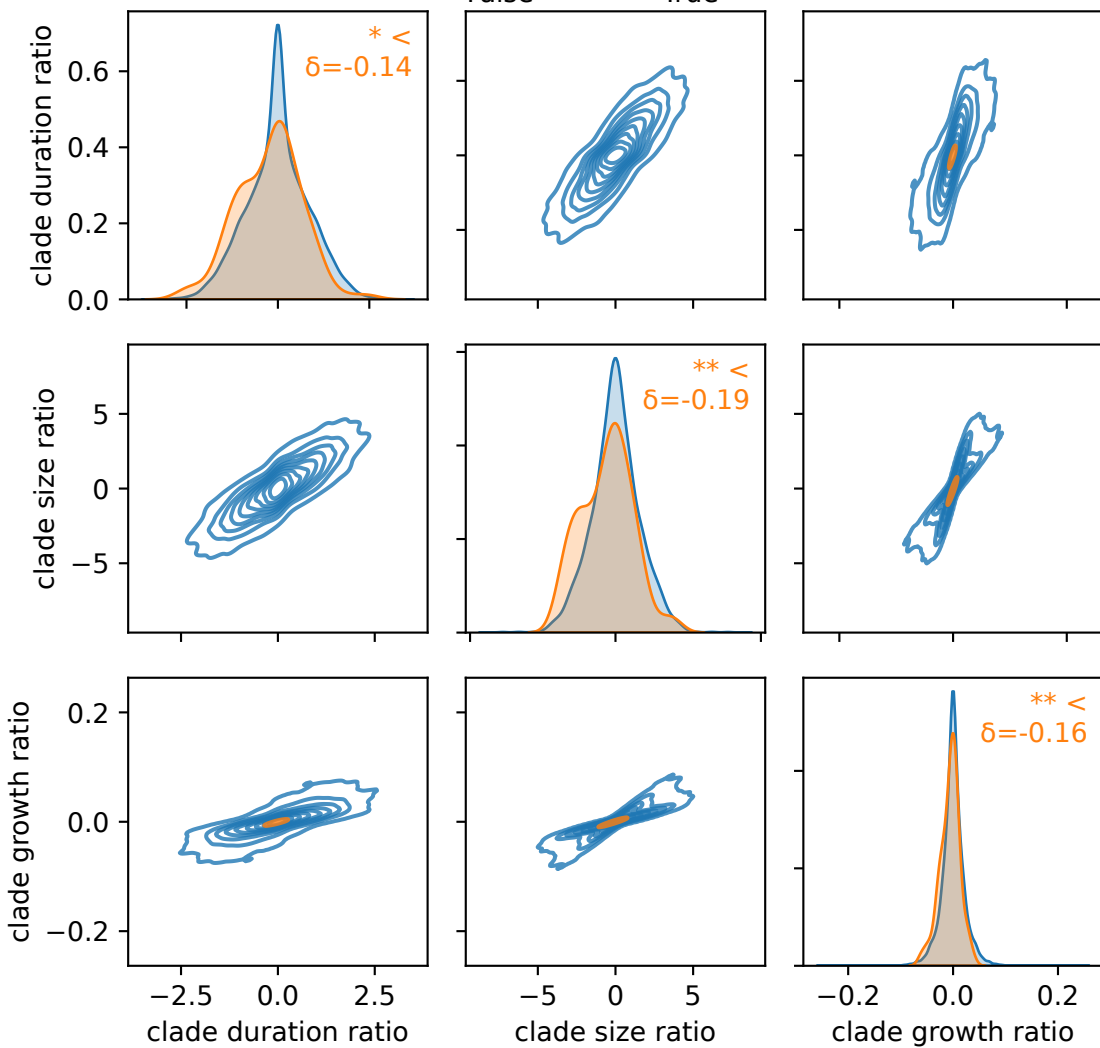 clade duration ratio
0.6
0.4
0.2
0.0
* <
δ=-0.14
clade size ratio
5
0
−5
** <
δ=-0.19
clade growth ratio
0.2
0.0
−0.2
** <
δ=-0.16
−2.5 0.0 2.5
−5 0 5
−0.2 0.0 0.2
clade duration ratio
clade size ratio
clade growth ratio